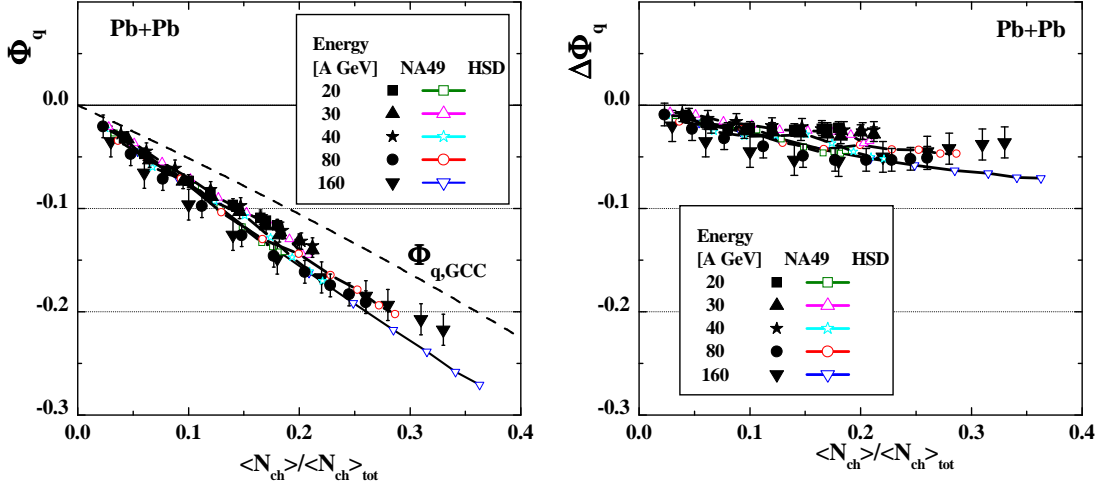 Pb+Pb
Φq
Energy
[A GeV] NA49 HSD
20
30
40
80
160
Φq,GCC
0.0
-0.1
-0.2
-0.3
0.0 0.1 0.2 0.3 0.4
<Nch>/<Nch>tot
Pb+Pb
ΔΦq
Energy
[A GeV] NA49 HSD
20
30
40
80
160
0.0
-0.1
-0.2
-0.3
0.0 0.1 0.2 0.3 0.4
<Nch>/<Nch>tot